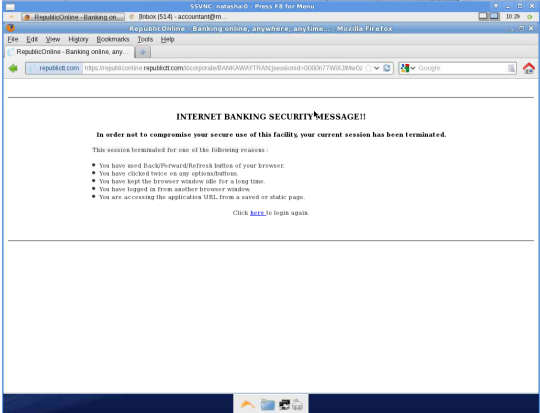 SSVNC: natasha:0 - Press F8 for Menu
RepublicOnline - Banking on...
[Inbox (514) - accountant@m...
10:29
RepublicOnline - Banking online, anywhere, anytime... - Mozilla Firefox
File Edit View History Bookmarks Tools Help
RepublicOnline - Banking online, any...
republictt.com
Google
INTERNET BANKING SECURITY MESSAGE!!
In order not to compromise your secure use of this facility, your current session has been terminated.
This session terminated for one of the following reasons :
You have used Back/Forward/Refresh button of your browser.
You have clicked twice on any options/buttons.
You have kept the browser window idle for a long time.
You have logged in from another browser window.
You are accessing the application URL from a saved or static page.
Click here to login again.